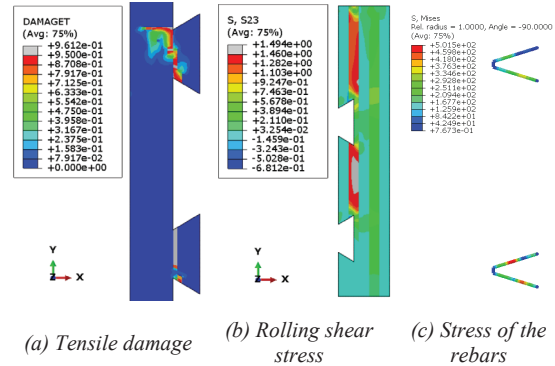 DAMAGET
(Avg: 75%)
+9.612e-01
+9.500e-01
+8.708e-01
+7.917e-01
+7.125e-01
+6.333e-01
+5.542e-01
+4.750e-01
+3.958e-01
+3.167e-01
+2.375e-01
+1.583e-01
+7.917e-02
+0.000e+00
Y
Z
X
(a) Tensile damage
S, S23
(Avg: 75%)
+1.494e+00
+1.460e+00
+1.282e+00
+1.103e+00
+9.247e-01
+7.463e-01
+5.678e-01
+3.894e-01
+2.110e-01
+3.254e-02
-1.459e-01
-3.243e-01
-5.028e-01
-6.812e-01
Y
Z
X
(b) Rolling shear
stress
S, Mises
Rel. radius = 1.0000, Angle = -90.0000
(Avg: 75%)
+5.015e+02
+4.598e+02
+4.180e+02
+3.763e+02
+3.346e+02
+2.928e+02
+2.511e+02
+2.094e+02
+1.677e+02
+1.259e+02
+8.422e+01
+4.249e+01
+7.673e-01
Y
Z
X
(c) Stress of the
rebars